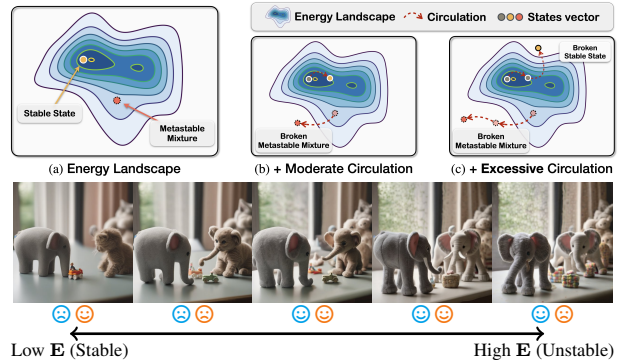 Energy Landscape
Circulation
States vector
Stable State
Metastable
Mixture
(a) Energy Landscape
Broken
Metastable Mixture
(b) + Moderate Circulation
Broken
Stable State
Broken
Metastable Mixture
(c) + Excessive Circulation
Low E (Stable)
High E (Unstable)